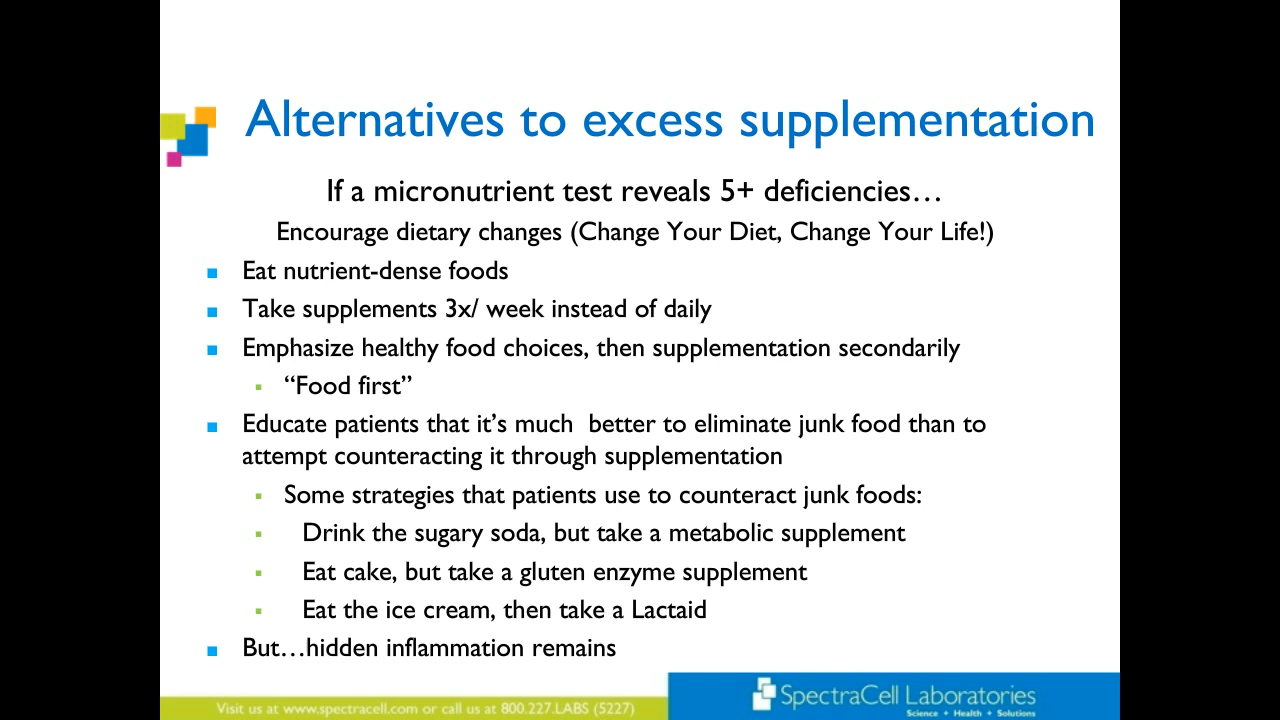 Alternatives to excess supplementation
If a micronutrient test reveals 5+ deficiencies…
Encourage dietary changes (Change Your Diet, Change Your Life!)
Eat nutrient-dense foods
Take supplements 3x/ week instead of daily
Emphasize healthy food choices, then supplementation secondarily
“Food first”
Educate patients that it’s much  better to eliminate junk food than to
attempt counteracting it through supplementation
Some strategies that patients use to counteract junk foods:
Drink the sugary soda, but take a metabolic supplement
Eat cake, but take a gluten enzyme supplement
Eat the ice cream, then take a Lactaid
But…hidden inflammation remains
Visit us at www.spectracell.com or call us at 800.227.LABS (5227)
SpectraCell Laboratories
Science + Health + Solutions